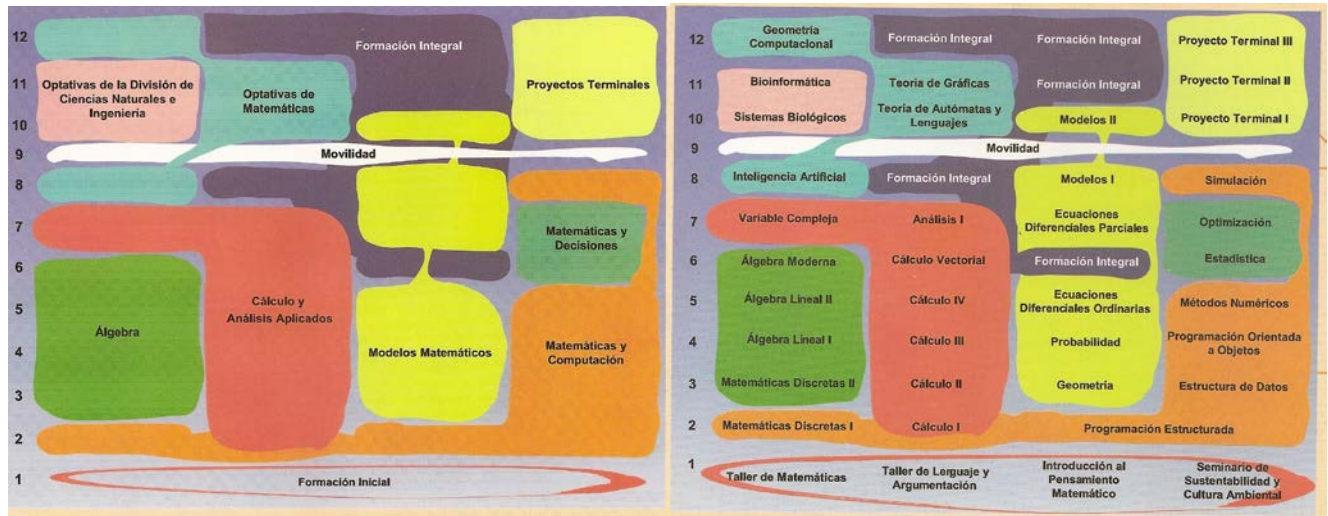 12
Formación Integral
11
Optativas de la División de
Ciencias Naturales e
Ingeniería
Optativas de
Matemáticas
Proyectos Terminales
10
9
Movilidad
8
7
Matemáticas y
Decisiones
6
5
Álgebra
Cálculo y
Análisis Aplicados
4
Modelos Matemáticos
Matemáticas y
Computación
3
2
1
Formación Inicial
12
Geometría
Computacional
Formación Integral
Formación Integral
Proyecto Terminal III
11
Bioinformática
Teoría de Gráficas
Formación Integral
Proyecto Terminal II
10
Sistemas Biológicos
Teoría de Autómatas y
Lenguajes
Modelos II
Proyecto Terminal I
9
Movilidad
8
Inteligencia Artificial
Formación Integral
Modelos I
Simulación
7
Variable Compleja
Análisis I
Ecuaciones
Diferenciales Parciales
Optimización
6
Álgebra Moderna
Cálculo Vectorial
Formación Integral
Estadística
5
Álgebra Lineal II
Cálculo IV
Ecuaciones
Diferenciales Ordinarias
Métodos Numéricos
4
Álgebra Lineal I
Cálculo III
Probabilidad
Programación Orientada
a Objetos
3
Matemáticas Discretas II
Cálculo II
Geometría
Estructura de Datos
2
Matemáticas Discretas I
Cálculo I
Programación Estructurada
1
Taller de Matemáticas
Taller de Lenguaje y
Argumentación
Introducción al
Pensamiento
Matemático
Seminario de
Sustentabilidad y
Cultura Ambiental